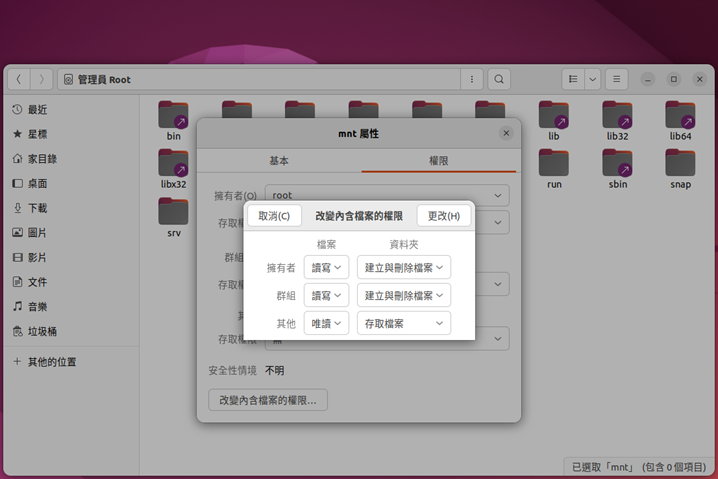 管理員 Root
最近
星標
家目錄
桌面
下載
圖片
影片
文件
音樂
垃圾桶
其他的位置
bin
lib
lib32
lib64
libx32
run
sbin
snap
srv
mnt 屬性
基本
權限
擁有者(O)
root
存取權
群組
存取權
存取權限
安全性情境
不明
改變內含檔案的權限…
取消(C)
改變內含檔案的權限
更改(H)
檔案
資料夾
擁有者
讀寫
建立與刪除檔案
群組
讀寫
建立與刪除檔案
其他
唯讀
存取檔案
已選取「mnt」 (包含 0 個項目)